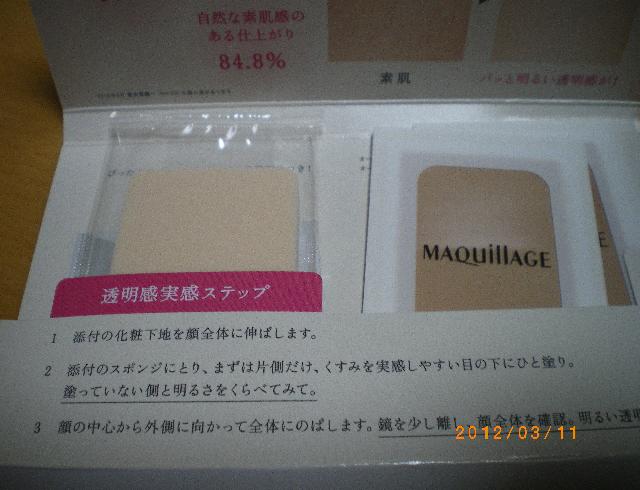 自然な素肌感の
ある仕上がり
84.8%
素肌
パッと明るい透明感が!
MAQuillAGE
E
透明感実感ステップ
1 添付の化粧下地を顔全体に伸ばします。
2 添付のスポンジにとり、まずは片側だけ、くすみを実感しやすい目の下にひと塗り。
塗っていない側と明るさをくらべてみて。
3 顔の中心から外側に向かって全体にのばします。鏡を少し離し、顔全体を確認。明るい透明
2012/03/11